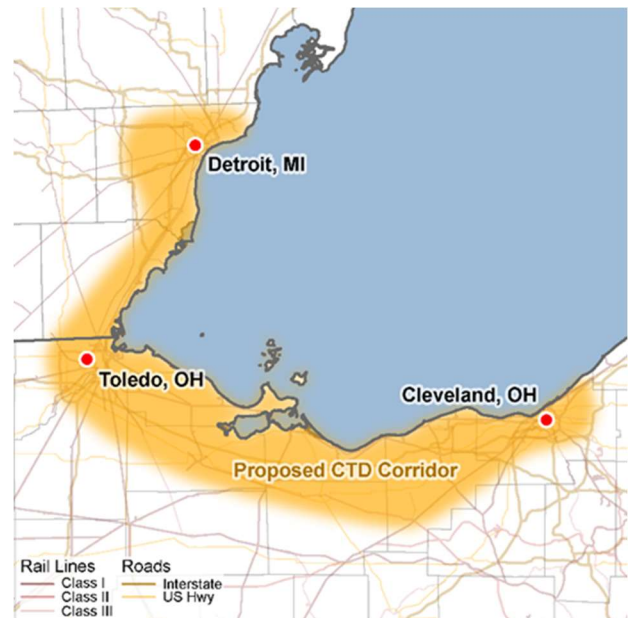 Detroit, MI
Toledo, OH
Cleveland, OH
Proposed CTD Corridor
Rail Lines
Class I
Class II
Class III
Roads
Interstate
US Hwy